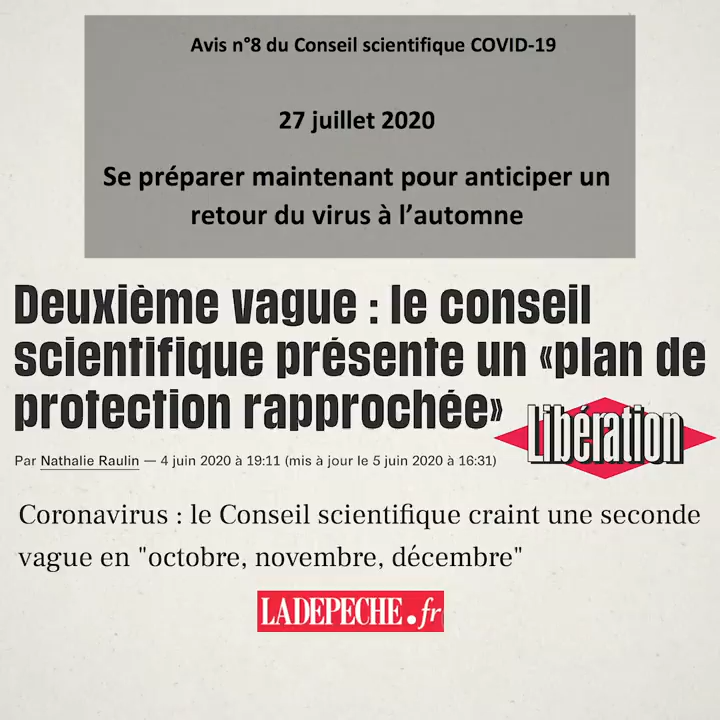 Avis n°8 du Conseil scientifique COVID-19
27 juillet 2020
Se préparer maintenant pour anticiper un
retour du virus à l’automne
Deuxième vague : le conseil
scientifique présente un «plan de
protection rapprochée»
Libération
Par Nathalie Raulin — 4 juin 2020 à 19:11 (mis à jour le 5 juin 2020 à 16:31)
Coronavirus : le Conseil scientifique craint une seconde
vague en "octobre, novembre, décembre"
LADEPECHE.fr